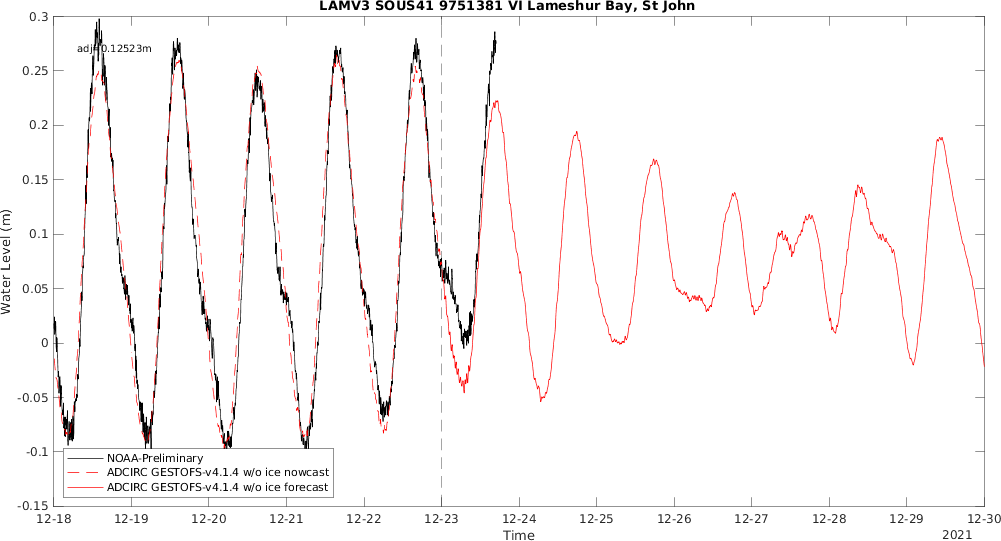 LAMV3 SOUS41 9751381 VI Lameshur Bay, St John
adj=0.12523m
Water Level (m)
0.3
0.25
0.2
0.15
0.1
0.05
0
-0.05
-0.1
-0.15
NOAA-Preliminary
ADCIRC GESTOFS-v4.1.4 w/o ice nowcast
ADCIRC GESTOFS-v4.1.4 w/o ice forecast
12-18 12-19 12-20 12-21 12-22 12-23 12-24 12-25 12-26 12-27 12-28 12-29 12-30
Time
2021